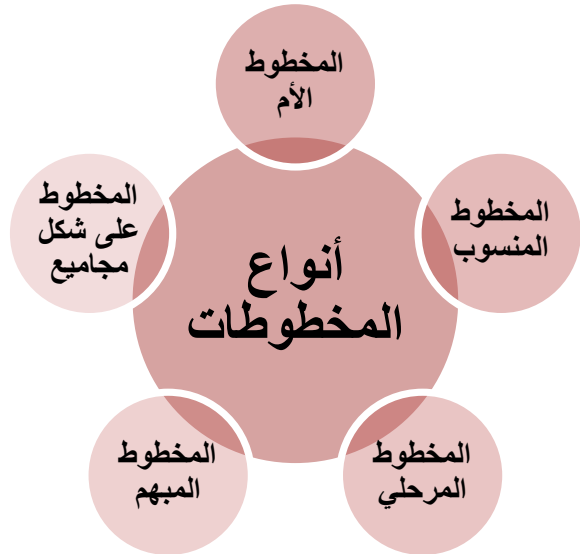 أنواع
المخطوطات
المخطوط
الأم
المخطوط
المنسوب
المخطوط
المرحلي
المخطوط
المبهم
المخطوط
على شكل
مجاميع